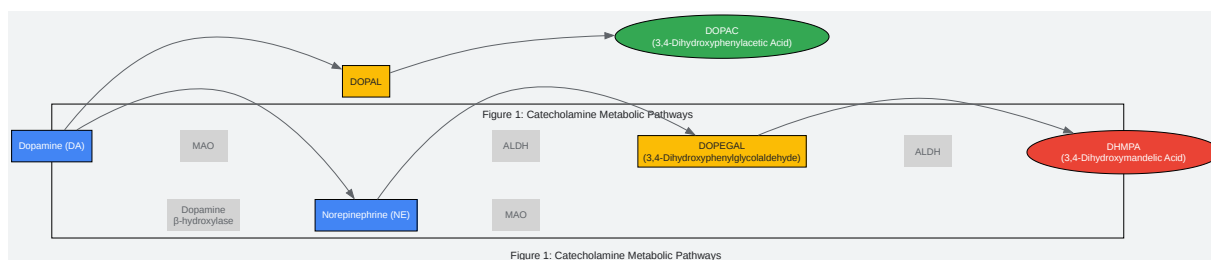 DOPAC
(3,4-Dihydroxyphenylacetic Acid)
DOPAL
Figure 1: Catecholamine Metabolic Pathways
Dopamine (DA)
MAO
ALDH
DOPEGAL
(3,4-Dihydroxyphenylglycolaldehyde)
ALDH
DHMPA
(3,4-Dihydroxymandelic Acid)
Dopamine
β-hydroxylase
Norepinephrine (NE)
MAO
Figure 1: Catecholamine Metabolic Pathways